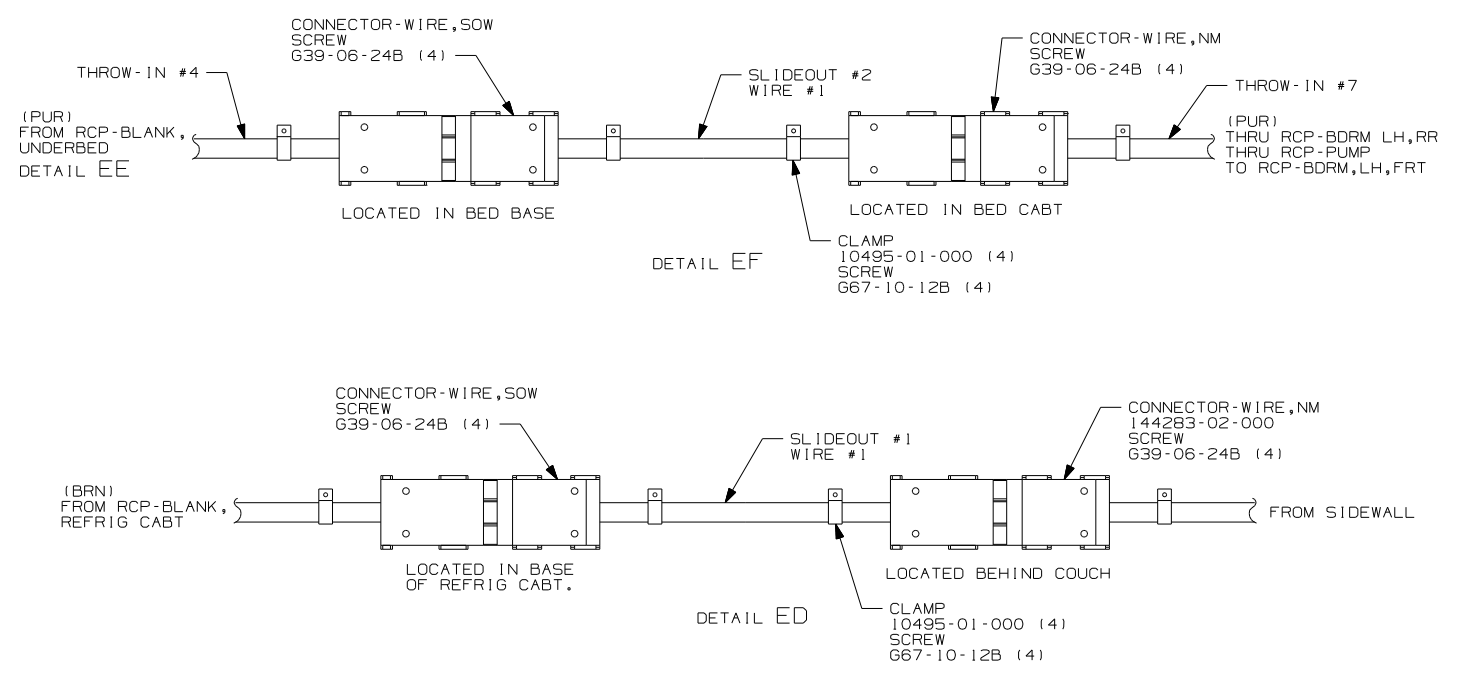 CONNECTOR-WIRE,SOW
SCREW
G39-06-24B (4)
THROW-IN #4
(PUR)
FROM RCP-BLANK,
UNDERBED
DETAIL EE
LOCATED IN BED BASE
SLIDEOUT #2
WIRE #1
CONNECTOR-WIRE,NM
SCREW
G39-06-24B (4)
THROW-IN #7
(PUR)
THRU RCP-BDRM LH,RR
THRU RCP-PUMP
TO RCP-BDRM,LH,FRT
LOCATED IN BED CABT
CLAMP
10495-01-000 (4)
SCREW
G67-10-12B (4)
DETAIL EF
CONNECTOR-WIRE,SOW
SCREW
G39-06-24B (4)
(BRN)
FROM RCP-BLANK,
REFRIG CABT
LOCATED IN BASE
OF REFRIG CABT.
SLIDEOUT #1
WIRE #1
CONNECTOR-WIRE,NM
144283-02-000
SCREW
G39-06-24B (4)
FROM SIDEWALL
LOCATED BEHIND COUCH
CLAMP
10495-01-000 (4)
SCREW
G67-10-12B (4)
DETAIL ED